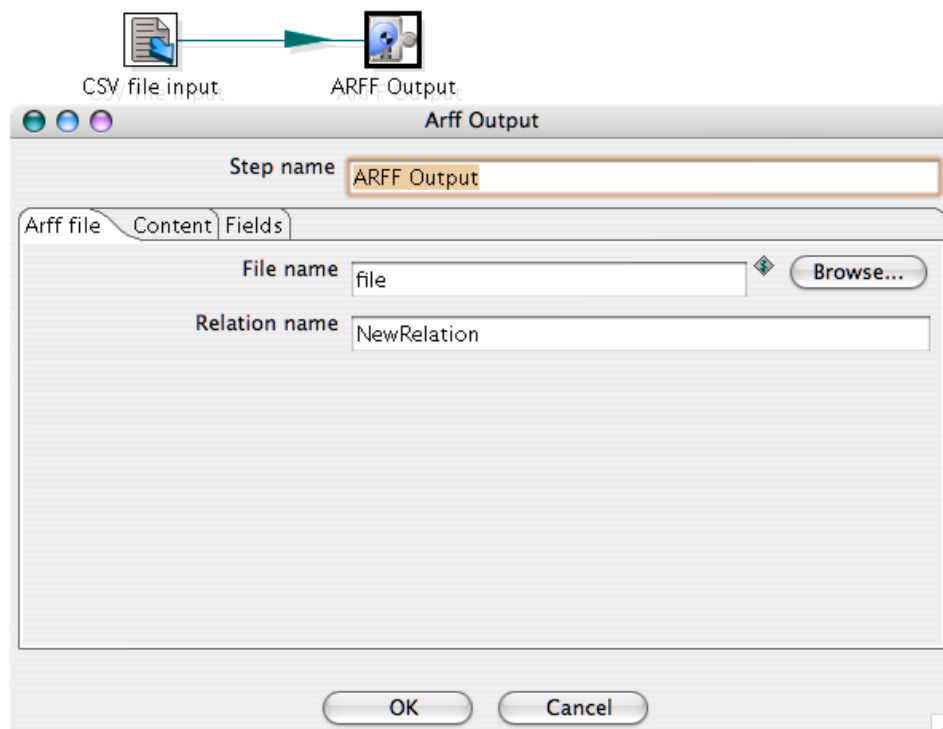 CSV file input ARFF Output
Arff Output
Step name ARFF Output
Arff file Content Fields
File name file Browse...
Relation name NewRelation
OK Cancel